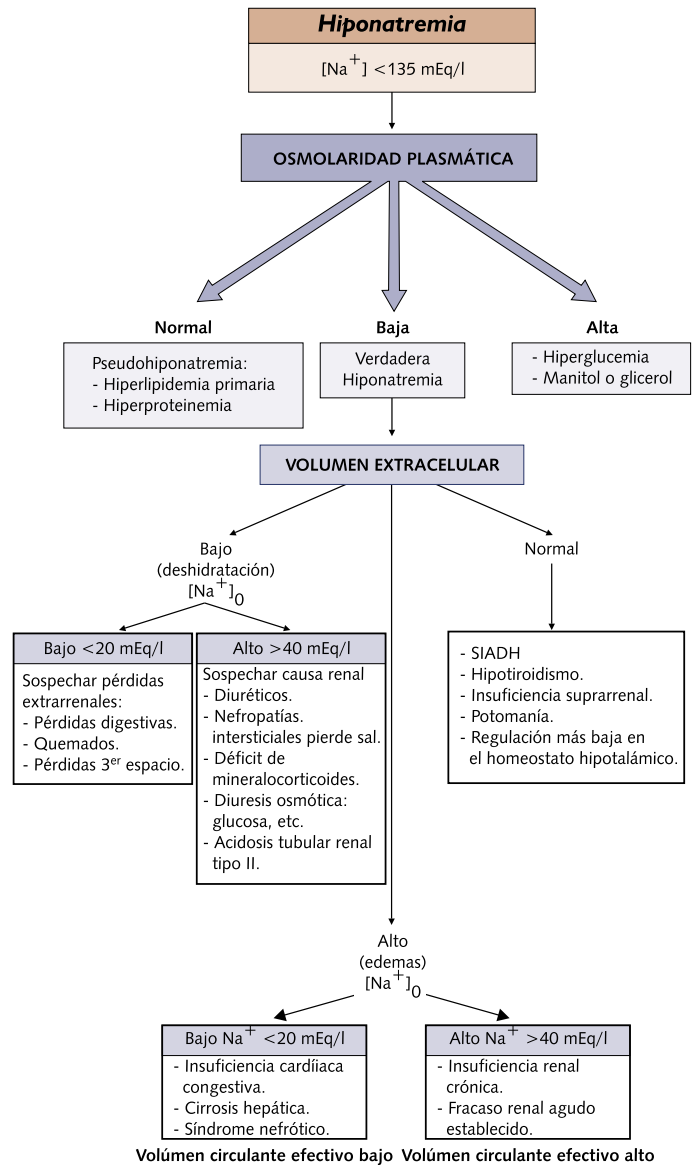 Hiponatremia
[Na+] <135 mEq/l
OSMOLARIDAD PLASMÁTICA
Normal
Pseudohiponatremia:
- Hiperlipidemia primaria
- Hiperproteinemia
Baja
Verdadera
Hiponatremia
Alta
- Hiperglucemia
- Manitol o glicerol
VOLUMEN EXTRACELULAR
Bajo
(deshidratación)
[Na+]0
Bajo <20 mEq/l
Sospechar pérdidas
extrarrenales:
- Pérdidas digestivas.
- Quemados.
- Pérdidas 3er espacio.
Alto >40 mEq/l
Sospechar causa renal
- Diuréticos.
- Nefropatías.
intersticiales pierde sal.
- Déficit de
mineralocorticoides.
- Diuresis osmótica:
glucosa, etc.
- Acidosis tubular renal
tipo II.
Normal
- SIADH
- Hipotiroidismo.
- Insuficiencia suprarrenal.
- Potomanía.
- Regulación más baja en
el homeostato hipotalámico.
Alto
(edemas)
[Na+]0
Bajo Na+ <20 mEq/l
- Insuficiencia cardíiaca
congestiva.
- Cirrosis hepática.
- Síndrome nefrótico.
Volúmen circulante efectivo bajo
Alto Na+ >40 mEq/l
- Insuficiencia renal
crónica.
- Fracaso renal agudo
establecido.
Volúmen circulante efectivo alto